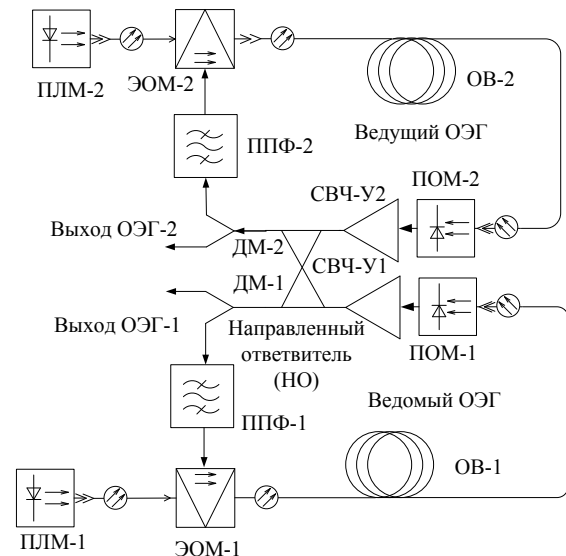 ПЛМ-2
ЭОМ-2
ОВ-2
Ведущий ОЭГ
ППФ-2
СВЧ-У2
ПОМ-2
Выход ОЭГ-2
ДМ-2
СВЧ-У1
ДМ-1
Выход ОЭГ-1
Направленный
ответвитель
(НО)
ПОМ-1
Ведомый ОЭГ
ППФ-1
ОВ-1
ПЛМ-1
ЭОМ-1